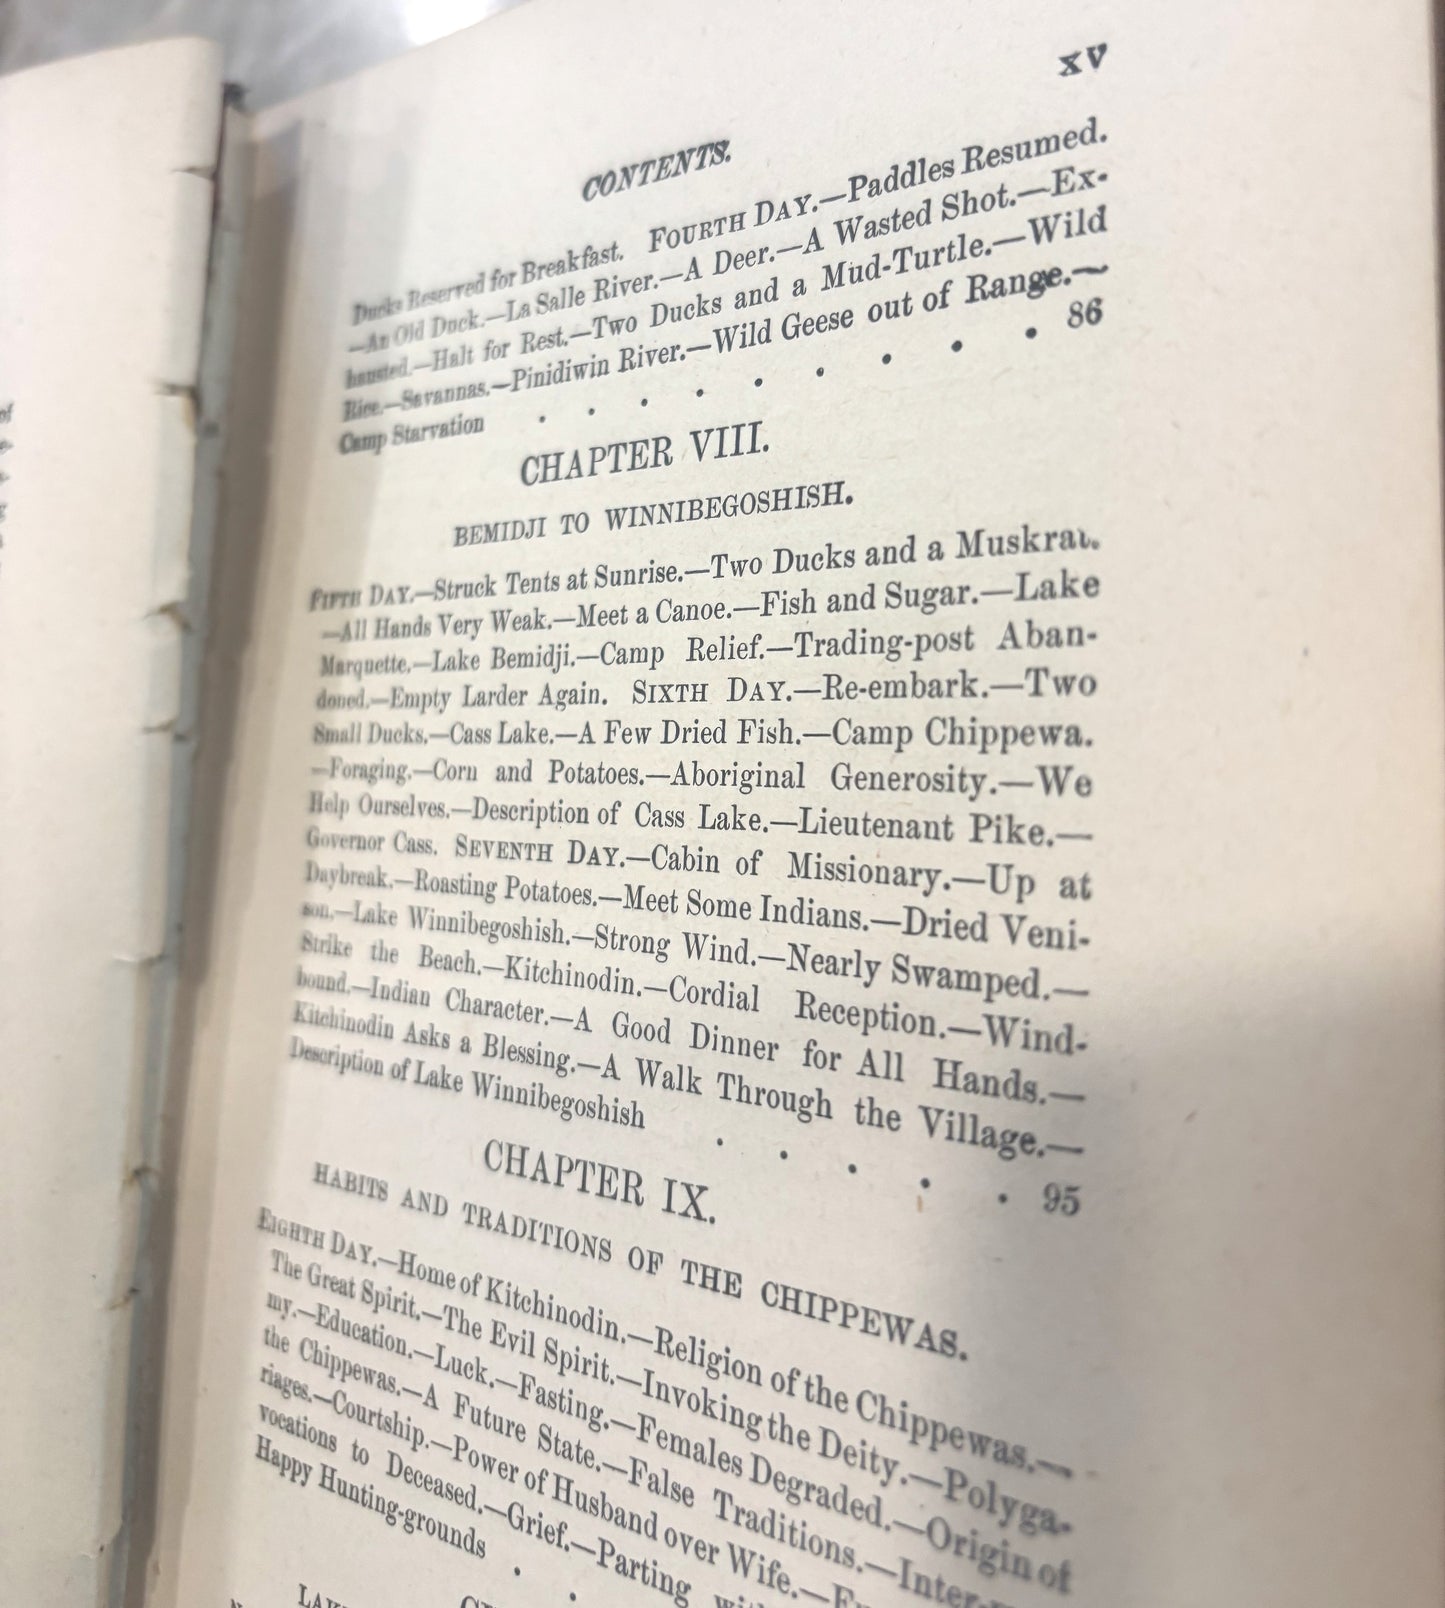 of
xv
CONTENTS.
Ducks Reserved for Breakfast. FOURTH DAY.—Paddles Resumed.
—An Old Duck.—La Salle River.—A Deer.—A Wasted Shot.—Ex-
hausted.—Halt for Rest.—Two Ducks and a Mud-Turtle.—Wild
Rice.—Savannas.—Pinidiwin River.—Wild Geese out of Range.—
Camp Starvation . . . . . . . . . 86
CHAPTER VIII.
BEMIDJI TO WINNIBEGOSHISH.
FIFTH DAY.—Struck Tents at Sunrise.—Two Ducks and a Muskrat.
—All Hands Very Weak.—Meet a Canoe.—Fish and Sugar.—Lake
Marquette.—Lake Bemidji.—Camp Relief.—Trading-post Aban-
doned.—Empty Larder Again. SIXTH DAY.—Re-embark.—Two
Small Ducks.—Cass Lake.—A Few Dried Fish.—Camp Chippewa.
—Foraging.—Corn and Potatoes.—Aboriginal Generosity.—We
Help Ourselves.—Description of Cass Lake.—Lieutenant Pike.—
Governor Cass. SEVENTH DAY.—Cabin of Missionary.—Up at
Daybreak.—Roasting Potatoes.—Meet Some Indians.—Dried Veni-
son.—Lake Winnibegoshish.—Strong Wind.—Nearly Swamped.—
Strike the Beach.—Kitchinodin.—Cordial Reception.—Wind-
bound.—Indian Character.—A Good Dinner for All Hands.—
Kitchinodin Asks a Blessing.—A Walk Through the Village.—
Description of Lake Winnibegoshish . . . . . 95
CHAPTER IX.
HABITS AND TRADITIONS OF THE CHIPPEWAS.
EIGHTH DAY.—Home of Kitchinodin.—Religion of the Chippewas.—
The Great Spirit.—The Evil Spirit.—Invoking the Deity.—Polyga-
my.—Education.—Luck.—Fasting.—Females Degraded.—Origin of
the Chippewas.—A Future State.—False Traditions.—Inter-
riages.—Courtship.—Power of Husband over Wife.—
vocations to Deceased.—Grief.—Parting
Happy Hunting-grounds . .